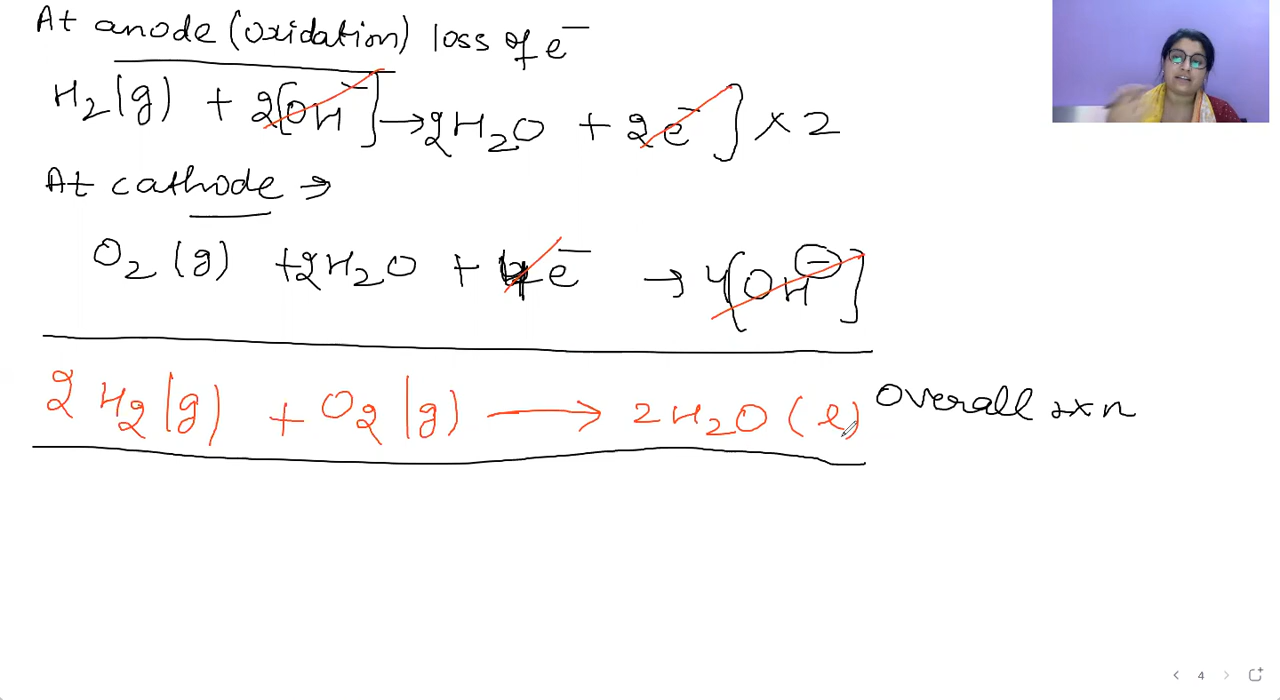 At anode (oxidation) loss of e⁻
H₂(g) + 2[OH⁻] → 2H₂O + 2e⁻] × 2
At cathode →
O₂(g) + 2H₂O + 4e⁻ → 4[OH⁻]
2H₂(g) + O₂(g) → 2H₂O(l) Overall rxn
4